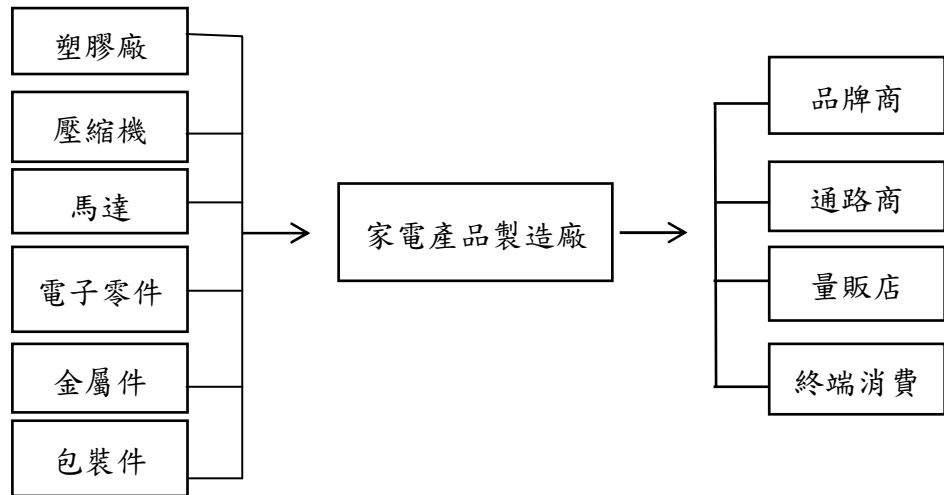 塑膠廠
壓縮機
馬達
電子零件
金屬件
包裝件
家電產品製造廠
品牌商
通路商
量販店
終端消費